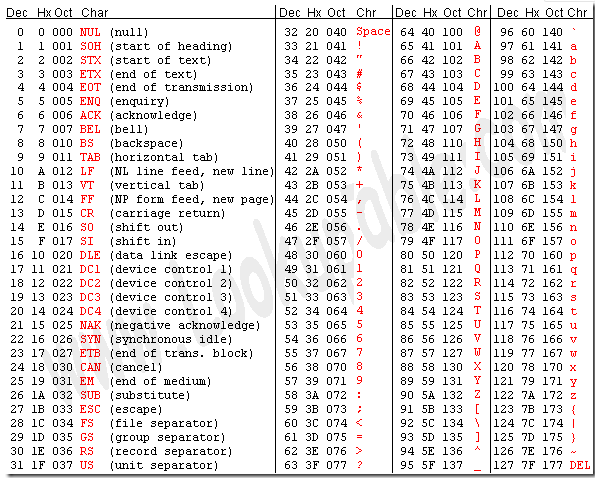 Dec Hx Oct Char Dec Hx Oct Chr Dec Hx Oct Chr Dec Hx Oct Chr
0 0 000 NUL (null) 32 20 040 Space 64 40 100 @ 96 60 140 `
1 1 001 SOH (start of heading) 33 21 041 ! 65 41 101 A 97 61 141 a
2 2 002 STX (start of text) 34 22 042 " 66 42 102 B 98 62 142 b
3 3 003 ETX (end of text) 35 23 043 # 67 43 103 C 99 63 143 c
4 4 004 EOT (end of transmission) 36 24 044 $ 68 44 104 D 100 64 144 d
5 5 005 ENQ (enquiry) 37 25 045 % 69 45 105 E 101 65 145 e
6 6 006 ACK (acknowledge) 38 26 046 & 70 46 106 F 102 66 146 f
7 7 007 BEL (bell) 39 27 047 ' 71 47 107 G 103 67 147 g
8 8 010 BS (backspace) 40 28 050 ( 72 48 110 H 104 68 150 h
9 9 011 TAB (horizontal tab) 41 29 051 ) 73 49 111 I 105 69 151 i
10 A 012 LF (NL line feed, new line) 42 2A 052 * 74 4A 112 J 106 6A 152 j
11 B 013 VT (vertical tab) 43 2B 053 + 75 4B 113 K 107 6B 153 k
12 C 014 FF (NP form feed, new page) 44 2C 054 , 76 4C 114 L 108 6C 154 l
13 D 015 CR (carriage return) 45 2D 055 - 77 4D 115 M 109 6D 155 m
14 E 016 SO (shift out) 46 2E 056 . 78 4E 116 N 110 6E 156 n
15 F 017 SI (shift in) 47 2F 057 / 79 4F 117 O 111 6F 157 o
16 10 020 DLE (data link escape) 48 30 060 0 80 50 120 P 112 70 160 p
17 11 021 DC1 (device control 1) 49 31 061 1 81 51 121 Q 113 71 161 q
18 12 022 DC2 (device control 2) 50 32 062 2 82 52 122 R 114 72 162 r
19 13 023 DC3 (device control 3) 51 33 063 3 83 53 123 S 115 73 163 s
20 14 024 DC4 (device control 4) 52 34 064 4 84 54 124 T 116 74 164 t
21 15 025 NAK (negative acknowledge) 53 35 065 5 85 55 125 U 117 75 165 u
22 16 026 SYN (synchronous idle) 54 36 066 6 86 56 126 V 118 76 166 v
23 17 027 ETB (end of trans. block) 55 37 067 7 87 57 127 W 119 77 167 w
24 18 030 CAN (cancel) 56 38 070 8 88 58 130 X 120 78 170 x
25 19 031 EM (end of medium) 57 39 071 9 89 59 131 Y 121 79 171 y
26 1A 032 SUB (substitute) 58 3A 072 : 90 5A 132 Z 122 7A 172 z
27 1B 033 ESC (escape) 59 3B 073 ; 91 5B 133 [ 123 7B 173 {
28 1C 034 FS (file separator) 60 3C 074 < 92 5C 134 \ 124 7C 174 |
29 1D 035 GS (group separator) 61 3D 075 = 93 5D 135 ] 125 7D 175 }
30 1E 036 RS (record separator) 62 3E 076 > 94 5E 136 ^ 126 7E 176 ~
31 1F 037 US (unit separator) 63 3F 077 ? 95 5F 137 _ 127 7F 177 DEL